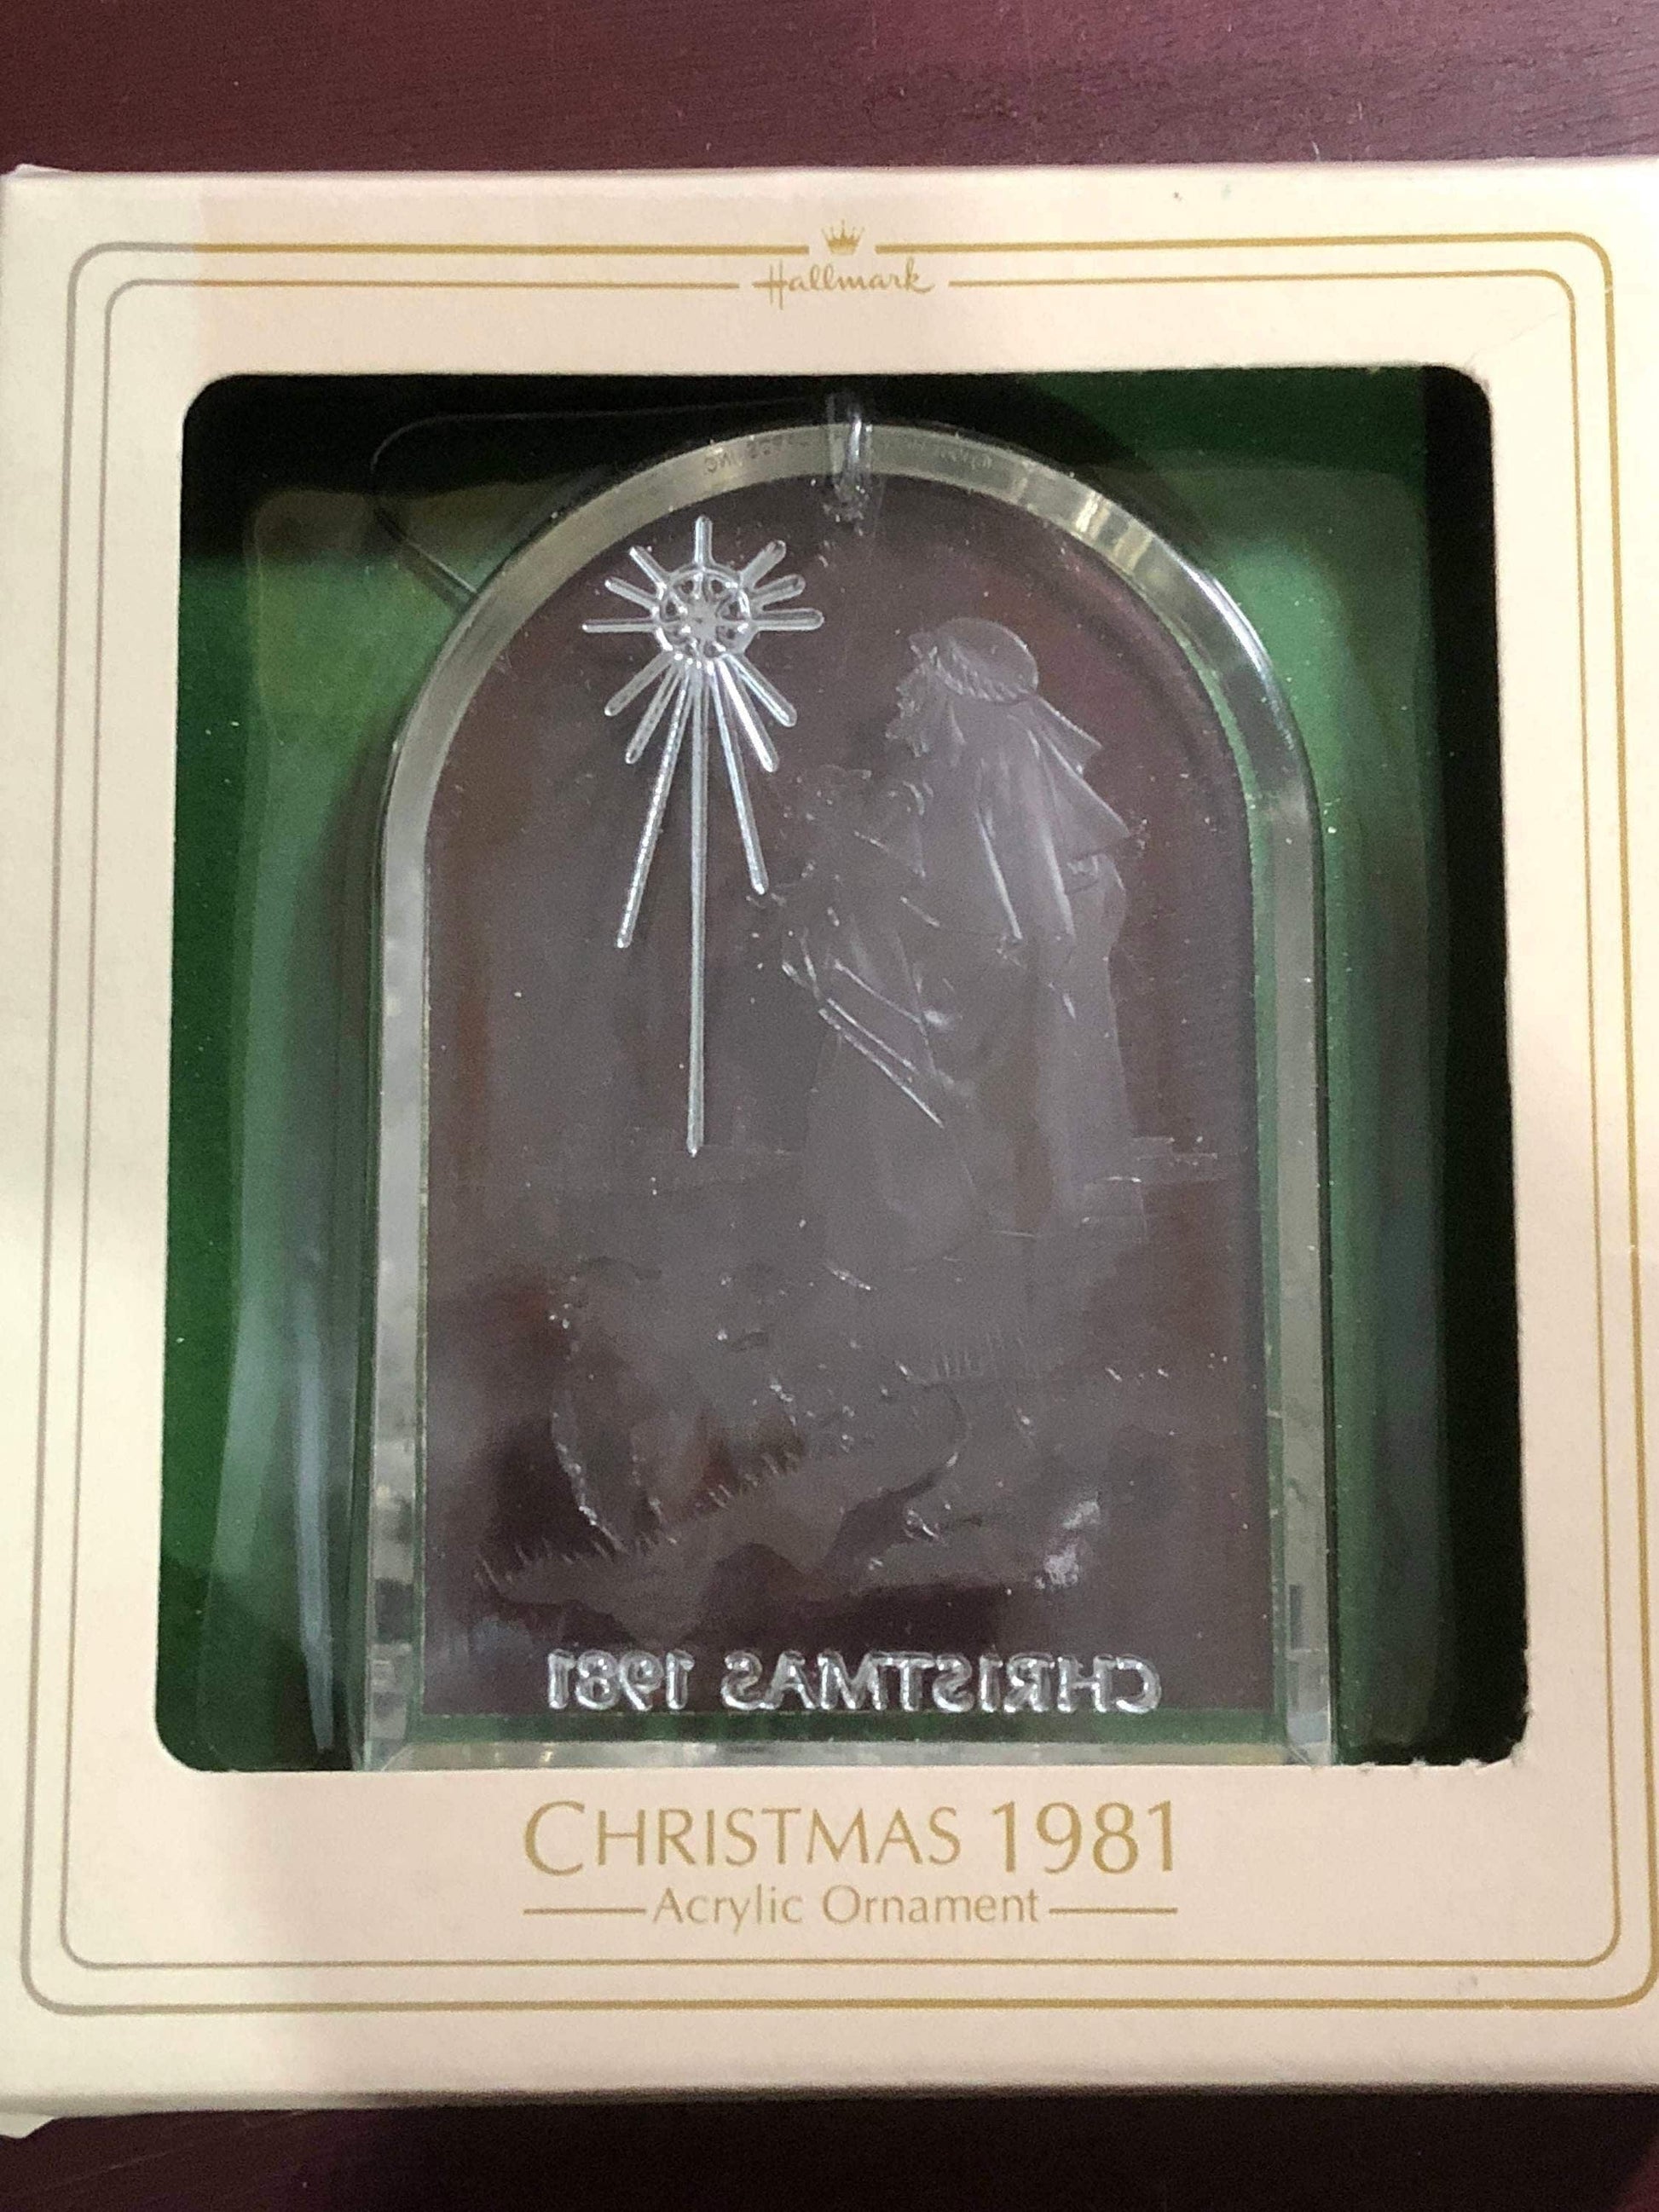 Hallmark
CHRISTMAS 1981
CHRISTMAS 1981
Acrylic Ornament